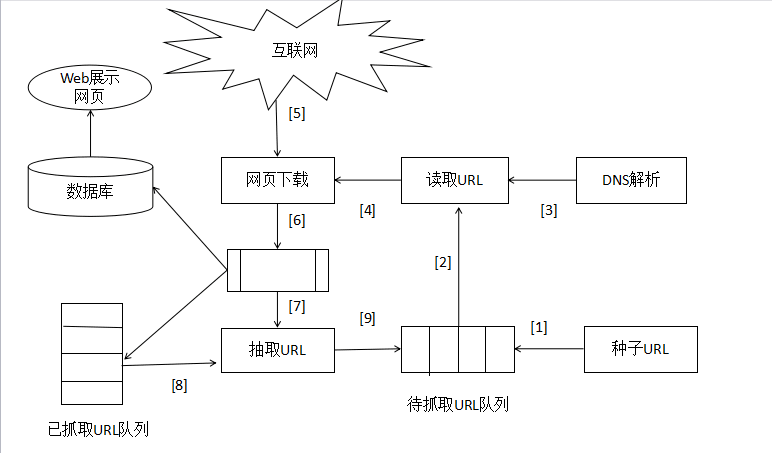 互联网
Web展示
网页
[5]
数据库
网页下载
读取URL
DNS解析
[4]
[3]
[6]
[2]
[7]
[9]
[1]
抽取URL
种子URL
[8]
待抓取URL队列
已抓取URL队列